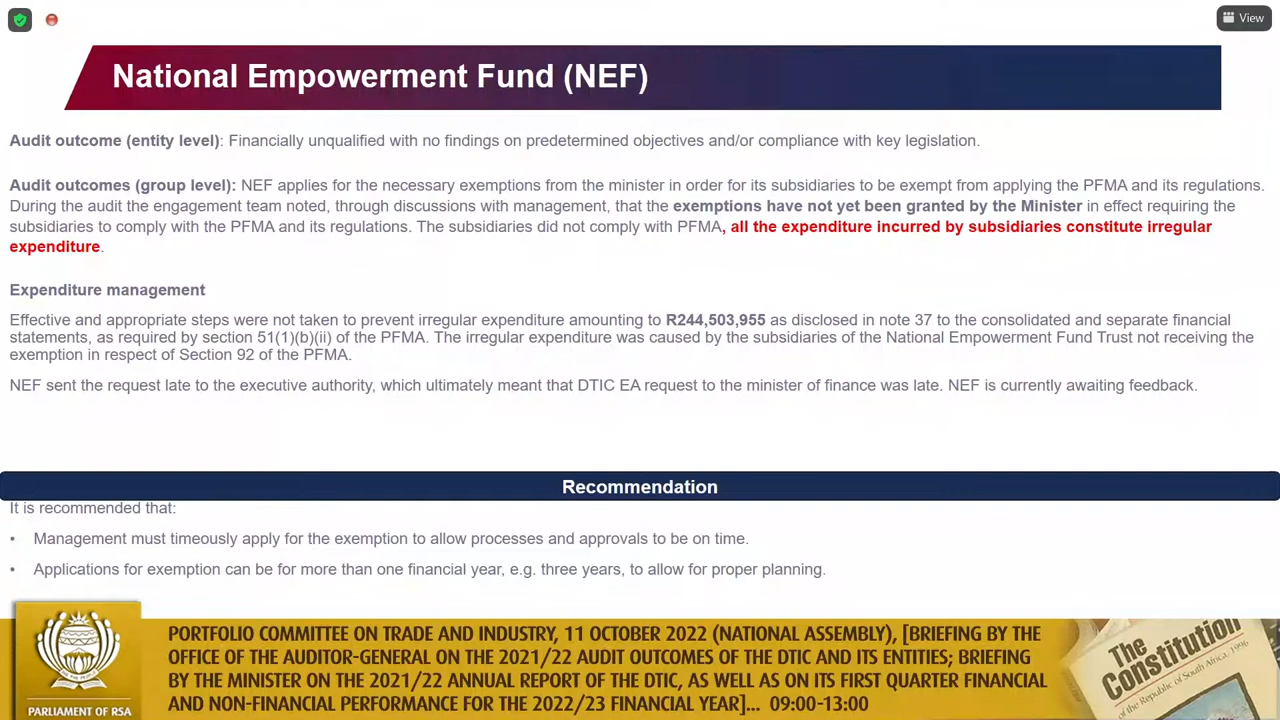 View
National Empowerment Fund (NEF)
Audit outcome (entity level): Financially unqualified with no findings on predetermined objectives and/or compliance with key legislation.
Audit outcomes (group level): NEF applies for the necessary exemptions from the minister in order for its subsidiaries to be exempt from applying the PFMA and its regulations.
During the audit the engagement team noted, through discussions with management, that the exemptions have not yet been granted by the Minister in effect requiring the
subsidiaries to comply with the PFMA and its regulations. The subsidiaries did not comply with PFMA, all the expenditure incurred by subsidiaries constitute irregular
expenditure.
Expenditure management
Effective and appropriate steps were not taken to prevent irregular expenditure amounting to R244,503,955 as disclosed in note 37 to the consolidated and separate financial
statements, as required by section 51(1)(b)(ii) of the PFMA. The irregular expenditure was caused by the subsidiaries of the National Empowerment Fund Trust not receiving the
exemption in respect of Section 92 of the PFMA.
NEF sent the request late to the executive authority, which ultimately meant that DTIC EA request to the minister of finance was late. NEF is currently awaiting feedback.
Recommendation
It is recommended that:
• Management must timeously apply for the exemption to allow processes and approvals to be on time.
• Applications for exemption can be for more than one financial year, e.g. three years, to allow for proper planning.
PORTFOLIO COMMITTEE ON TRADE AND INDUSTRY, 11 OCTOBER 2022 (NATIONAL ASSEMBLY), [BRIEFING BY THE
OFFICE OF THE AUDITOR-GENERAL ON THE 2021/22 AUDIT OUTCOMES OF THE DTIC AND ITS ENTITIES; BRIEFING
BY THE MINISTER ON THE 2021/22 ANNUAL REPORT OF THE DTIC, AS WELL AS ON ITS FIRST QUARTER FINANCIAL
AND NON-FINANCIAL PERFORMANCE FOR THE 2022/23 FINANCIAL YEAR]... 09:00-13:00
PARLIAMENT OF RSA
The
Constitution
of the Republic of South Africa, 1996